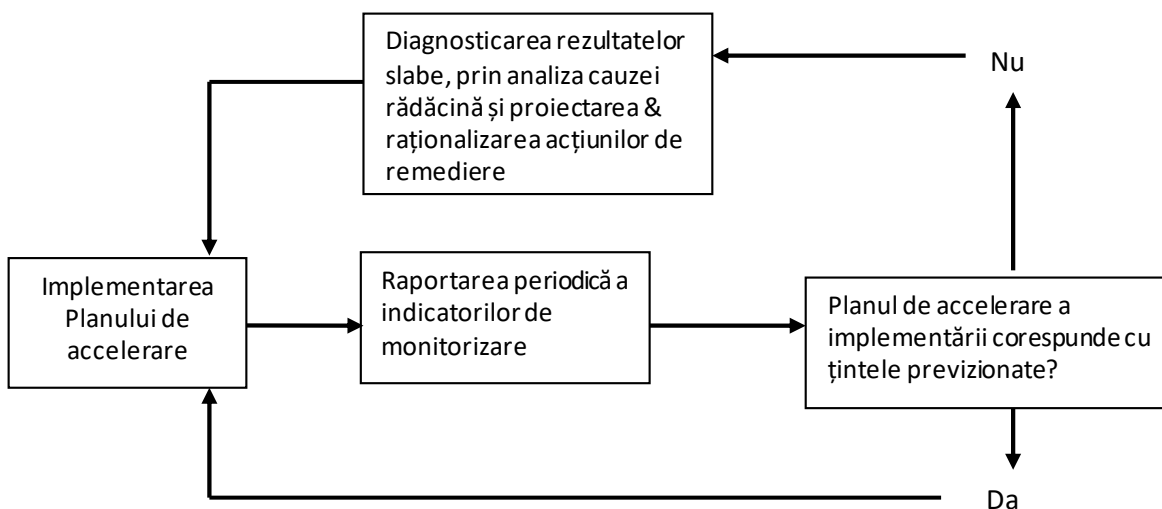 Diagnosticarea rezultatelor
slabe, prin analiza cauzei
rădăcină și proiectarea &
raționalizarea acțiunilor de
remediere
Nu
Implementarea
Planului de
accelerare
Raportarea periodică a
indicatorilor de
monitorizare
Planul de accelerare a
implementării corespunde cu
țintele previzionate?
Da